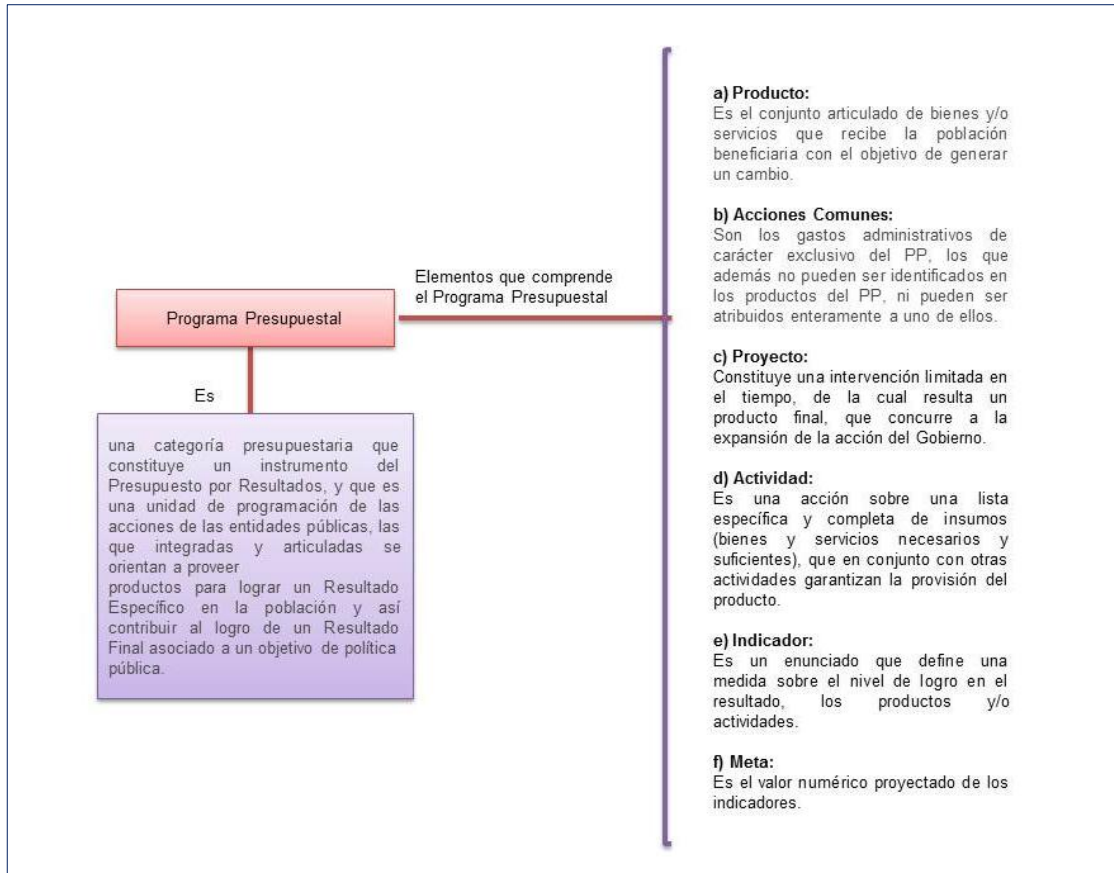 Programa Presupuestal
Es
una categoría presupuestaria que
constituye un instrumento del
Presupuesto por Resultados, y que es
una unidad de programación de las
acciones de las entidades públicas, las
que integradas y articuladas se
orientan a proveer
productos para lograr un Resultado
Específico en la población y así
contribuir al logro de un Resultado
Final asociado a un objetivo de política
pública.
Elementos que comprende
el Programa Presupuestal
a) Producto:
Es el conjunto articulado de bienes y/o
servicios que recibe la población
beneficiaria con el objetivo de generar
un cambio.
b) Acciones Comunes:
Son los gastos administrativos de
carácter exclusivo del PP, los que
además no pueden ser identificados en
los productos del PP, ni pueden ser
atribuidos enteramente a uno de ellos.
c) Proyecto:
Constituye una intervención limitada en
el tiempo, de la cual resulta un
producto final, que concurre a la
expansión de la acción del Gobierno.
d) Actividad:
Es una acción sobre una lista
específica y completa de insumos
(bienes y servicios necesarios y
suficientes), que en conjunto con otras
actividades garantizan la provisión del
producto.
e) Indicador:
Es un enunciado que define una
medida sobre el nivel de logro en el
resultado, los productos y/o
actividades.
f) Meta:
Es el valor numérico proyectado de los
indicadores.